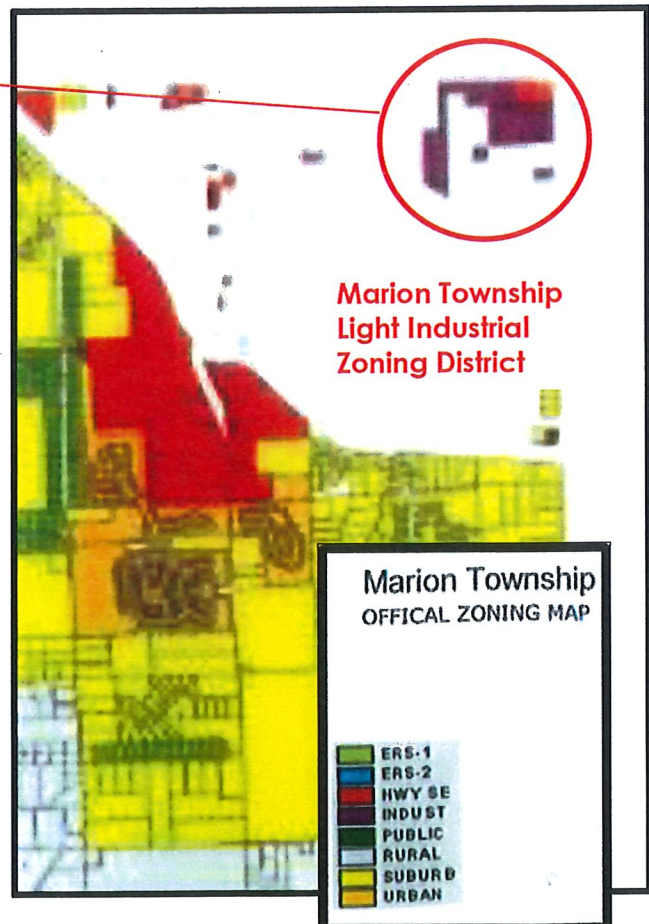 Marion Township
Light Industrial
Zoning District
Marion Township
OFFICAL ZONING MAP
ERS-1
ERS-2
HWY SE
INDUST
PUBLIC
RURAL
SUBURB
URBAN